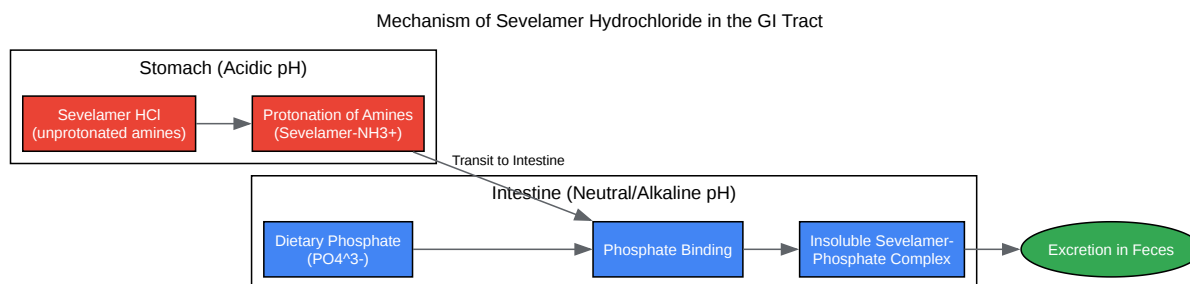 Mechanism of Sevelamer Hydrochloride in the GI Tract
Stomach (Acidic pH)
Sevelamer HCl
(unprotonated amines)
Protonation of Amines
(Sevelamer-NH3+)
Transit to Intestine
Intestine (Neutral/Alkaline pH)
Dietary Phosphate
(PO4^3-)
Phosphate Binding
Insoluble Sevelamer-
Phosphate Complex
Excretion in Feces